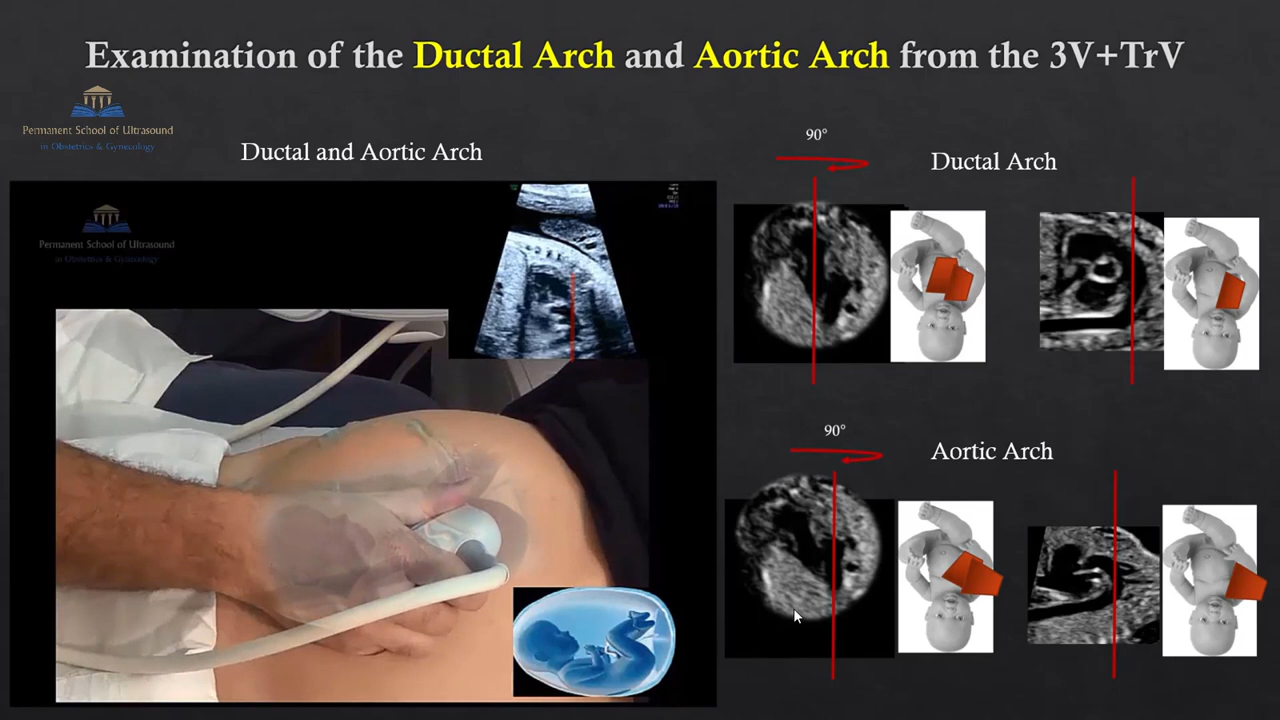 Examination of the Ductal Arch and Aortic Arch from the 3V+TrV
Permanent School of Ultrasound
in Obstetrics & Gynecology
Ductal and Aortic Arch
90°
Ductal Arch
Permanent School of Ultrasound
in Obstetrics & Gynecology
90°
Aortic Arch